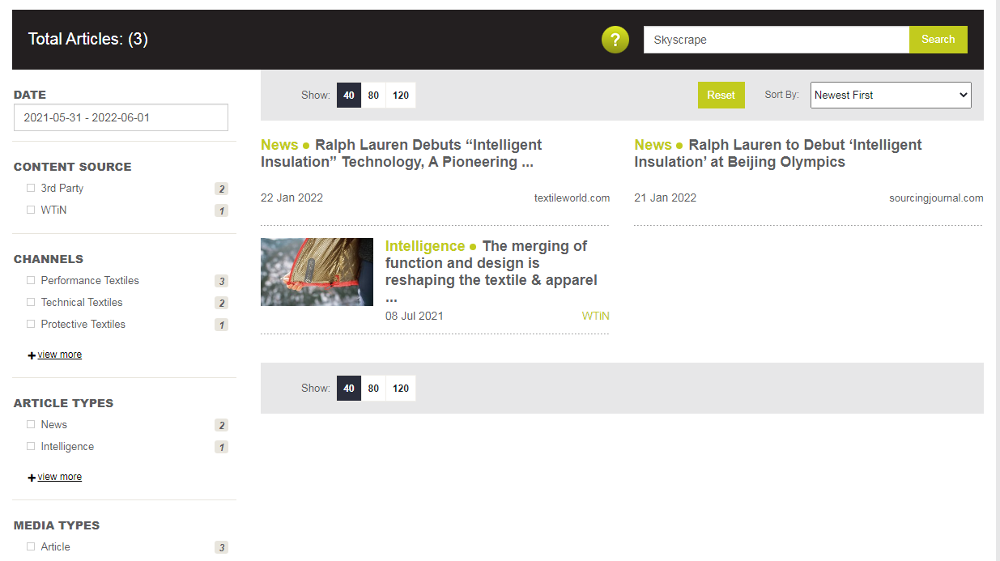 Total Articles: (3)
?
Skyscrape
Search
DATE
2021-05-31 - 2022-06-01
CONTENT SOURCE
3rd Party 2
WTiN 1
CHANNELS
Performance Textiles 3
Technical Textiles 2
Protective Textiles 1
+ view more
ARTICLE TYPES
News 2
Intelligence 1
+ view more
MEDIA TYPES
Article 3
Show: 40 80 120
Reset
Sort By: Newest First
News ● Ralph Lauren Debuts “Intelligent
Insulation” Technology, A Pioneering ...
22 Jan 2022 textileworld.com
News ● Ralph Lauren to Debut ‘Intelligent
Insulation’ at Beijing Olympics
21 Jan 2022 sourcingjournal.com
Intelligence ● The merging of
function and design is
reshaping the textile & apparel
...
08 Jul 2021 WTiN
Show: 40 80 120